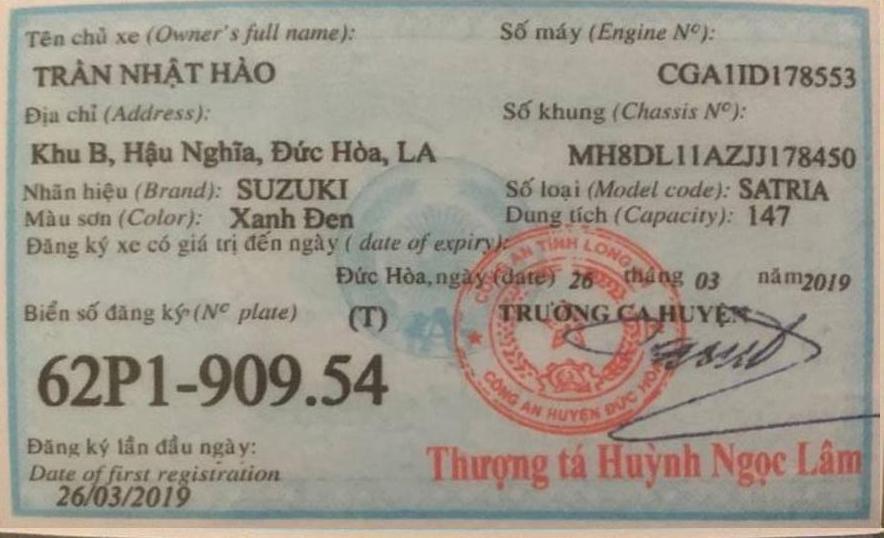 Tên chủ xe (Owner's full name):
TRẦN NHẬT HÀO
Địa chỉ (Address):
Khu B, Hậu Nghĩa, Đức Hòa, LA
Số máy (Engine Nº):
CGA1ID178553
Số khung (Chassis Nº):
MH8DL11AZJJ178450
Nhãn hiệu (Brand): SUZUKI
Số loại (Model code): SATRIA
Màu sơn (Color): Xanh Đen
Dung tích (Capacity): 147
Đăng ký xe có giá trị đến ngày ( date of expiry):
Đức Hòa, ngày (date) 26 tháng 03 năm 2019
Biển số đăng ký (Nº plate) (T)
TRƯỞNG CA HUYỆN
62P1-909.54
CÔNG AN TỈNH LONG
CÔNG AN HUYỆN ĐỨC HÒA
Đăng ký lần đầu ngày:
Date of first registration
26/03/2019
Thượng tá Huỳnh Ngọc Lâm